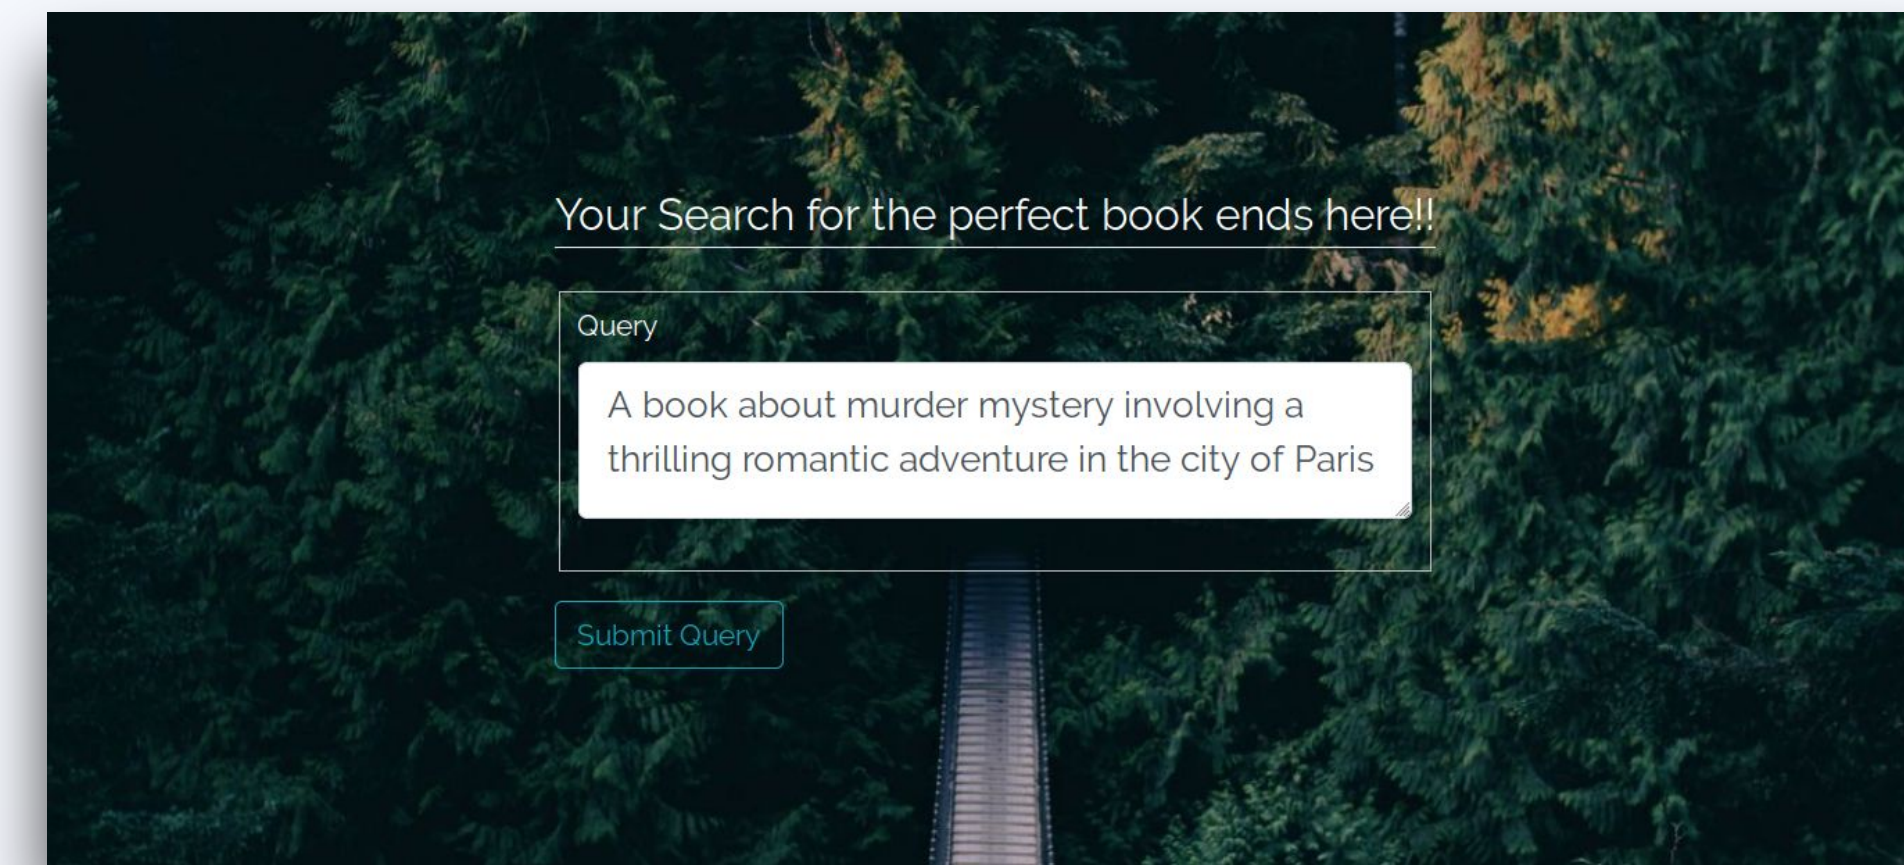 Your Search for the perfect book ends here!!
Query
A book about murder mystery involving a
thrilling romantic adventure in the city of Paris
Submit Query